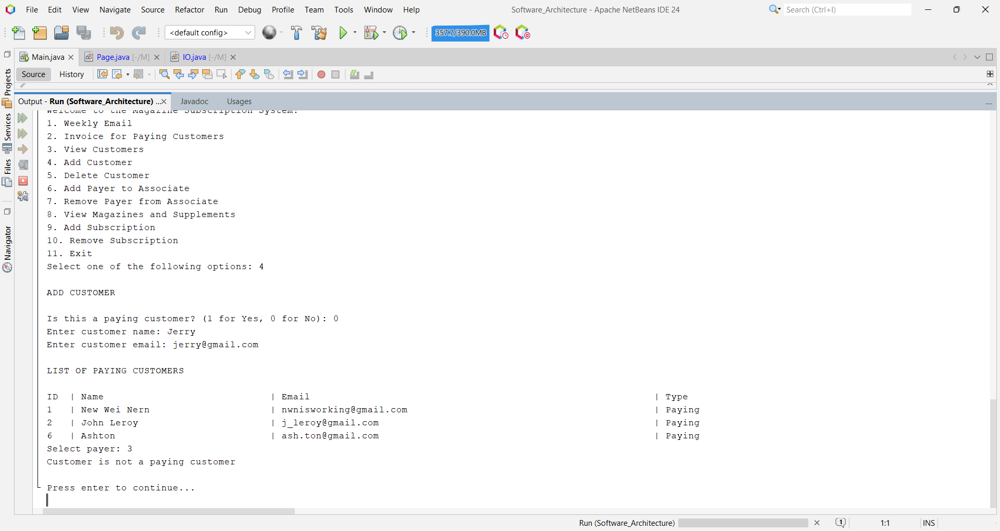 File Edit View Navigate Source Refactor Run Debug Profile Team Tools Window Help Software_Architecture - Apache NetBeans IDE 24 Search (Ctrl+I)
<default config> 357.7/390.0MB
Main.java Page.java [-/M] IO.java [-/M]
Source History
Projects
Services
Files
Navigator
Output - Run (Software_Architecture) ... Javadoc Usages
Welcome to the Magazine Subscription System!
1. Weekly Email
2. Invoice for Paying Customers
3. View Customers
4. Add Customer
5. Delete Customer
6. Add Payer to Associate
7. Remove Payer from Associate
8. View Magazines and Supplements
9. Add Subscription
10. Remove Subscription
11. Exit
Select one of the following options: 4
ADD CUSTOMER
Is this a paying customer? (1 for Yes, 0 for No): 0
Enter customer name: Jerry
Enter customer email: jerry@gmail.com
LIST OF PAYING CUSTOMERS
ID | Name | Email | Type
1 | New Wei Nern | nwnisworking@gmail.com | Paying
2 | John Leroy | j_leroy@gmail.com | Paying
6 | Ashton | ash.ton@gmail.com | Paying
Select payer: 3
Customer is not a paying customer
Press enter to continue...
Run (Software_Architecture) 1 1:1 INS